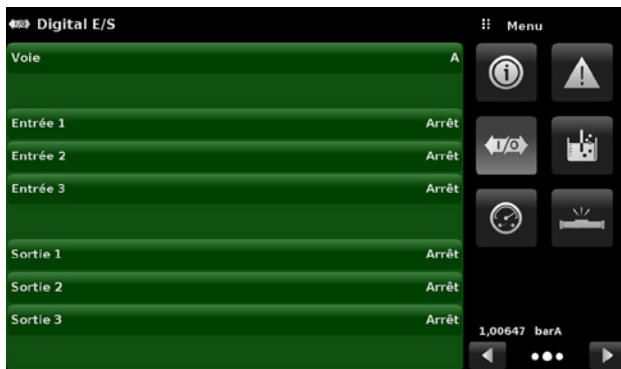 I/O Digital E/S
Menu
Voie A
Entrée 1 Arrêt
Entrée 2 Arrêt
Entrée 3 Arrêt
I/O
Sortie 1 Arrêt
Sortie 2 Arrêt
Sortie 3 Arrêt
1,00647 barA